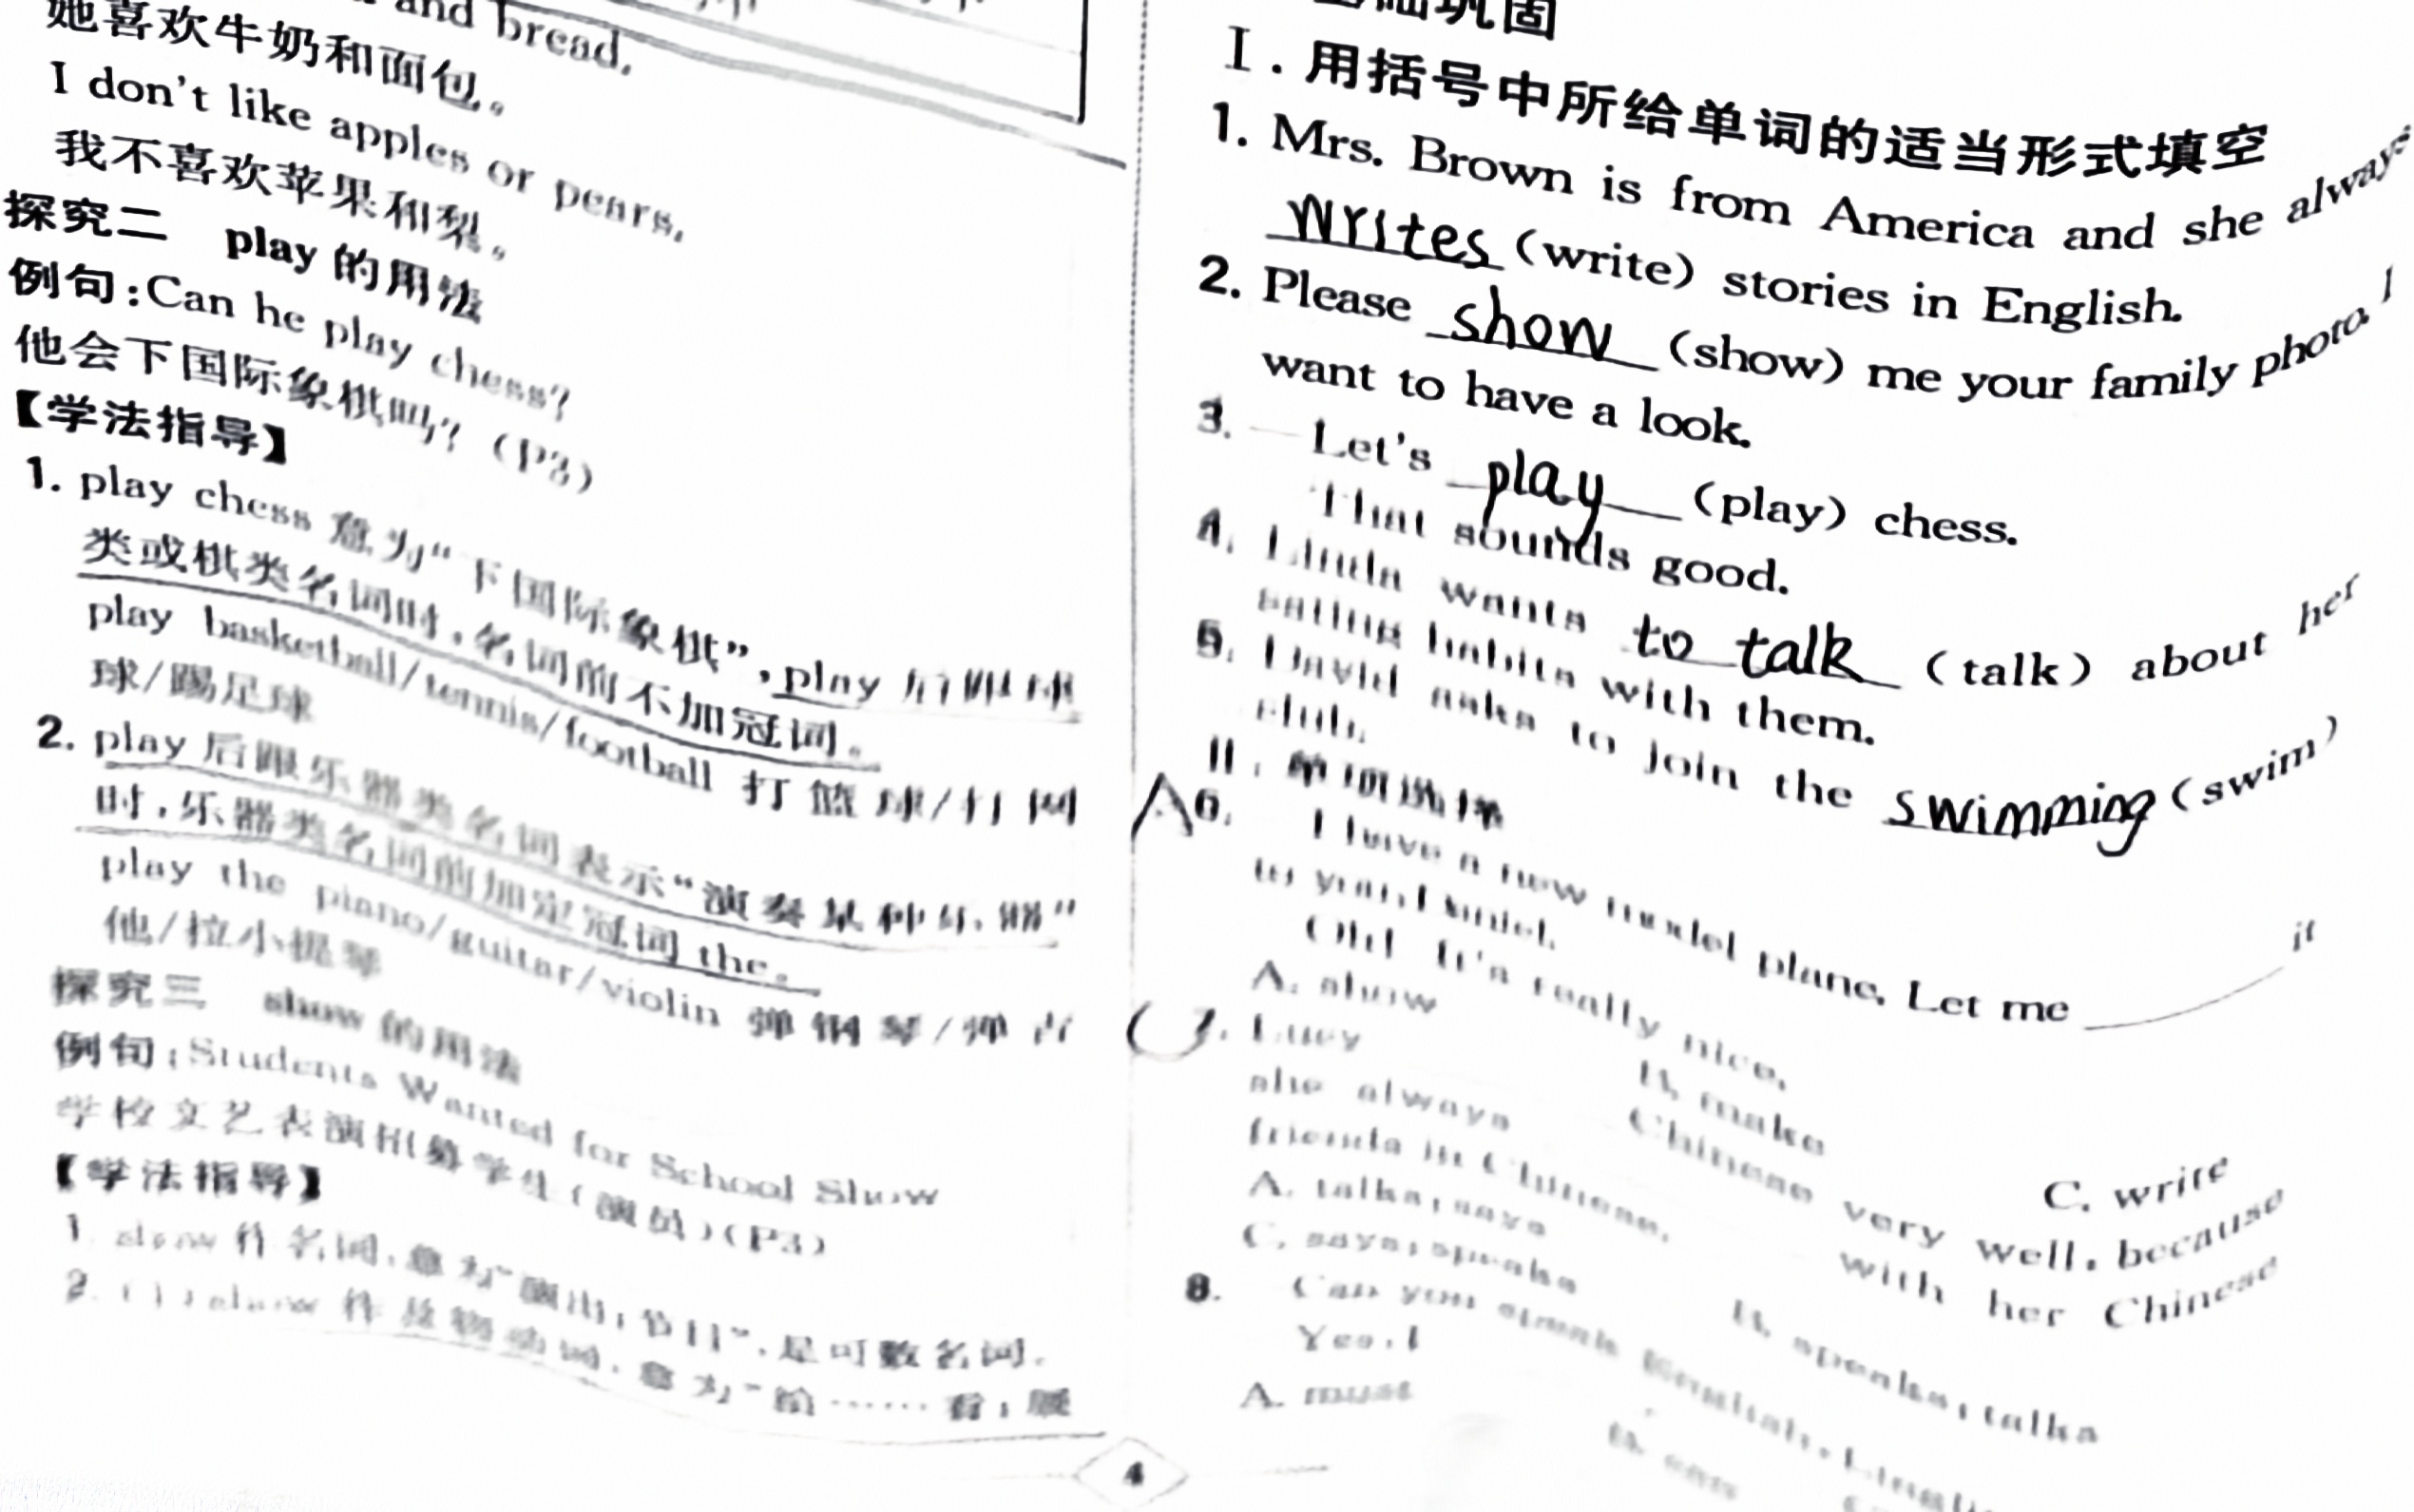 and bread.
她喜欢牛奶和面包。
I don't like apples or pears.
我不喜欢苹果和梨。
探究二 play 的用法
例句:Can he play chess?
他会下国际象棋吗?(P3)
【学法指导】
1. play chess 意为“下国际象棋”,play 后跟球
类或棋类名词时,名词前不加冠词。
play basketball/tennis/football 打篮球/打网
球/踢足球
2. play 后跟乐器类名词表示“演奏某种乐器”
时,乐器类名词前加定冠词 the。
play the piano/guitar/violin 弹钢琴/弹吉
他/拉小提琴
探究三 show 的用法
例句:Students Wanted for School Show
学校文艺表演招募学生(演员)(P3)
【学法指导】
1. show 作名词,意为“演出;节目”,是可数名词。
2. show 作及物动词,意为“给……看;展
4
基础巩固
Ⅰ.用括号中所给单词的适当形式填空
1. Mrs. Brown is from America and she always
writes (write) stories in English.
2. Please show (show) me your family photo. I
want to have a look.
3. —Let's play (play) chess.
That sounds good.
4. Linda wants to talk (talk) about her
eating habits with them.
5. David asks to join the swimming (swim)
club.
Ⅱ.单项选择
A 6. I have a new model plane. Let me ______ it
to you, Daniel.
Oh! It's really nice.
A. show B. make C. write
C 7. Lucy Chinese very well, because
she always with her Chinese
friends in Chinese.
A. talks; says B. speaks; talks
C. says; speaks
8. Can you speak English,
Yes, I
A. must B. can